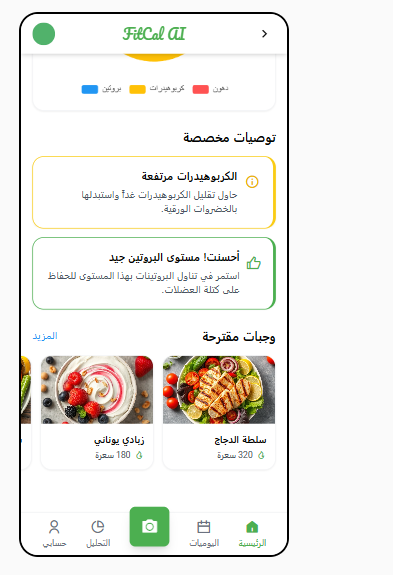 FitCal AI
دهون
كربوهيدرات
بروتين
توصيات مخصصة
الكربوهيدرات مرتفعة
حاول تقليل الكربوهيدرات غداً واستبدلها
بالخضروات الورقية.
أحسنت! مستوى البروتين جيد
استمر في تناول البروتينات بهذا المستوى للحفاظ
على كتلة العضلات.
وجبات مقترحة
المزيد
سلطة الدجاج
320 سعرة
زبادي يوناني
180 سعرة
الرئيسية
اليوميات
التحليل
حسابي